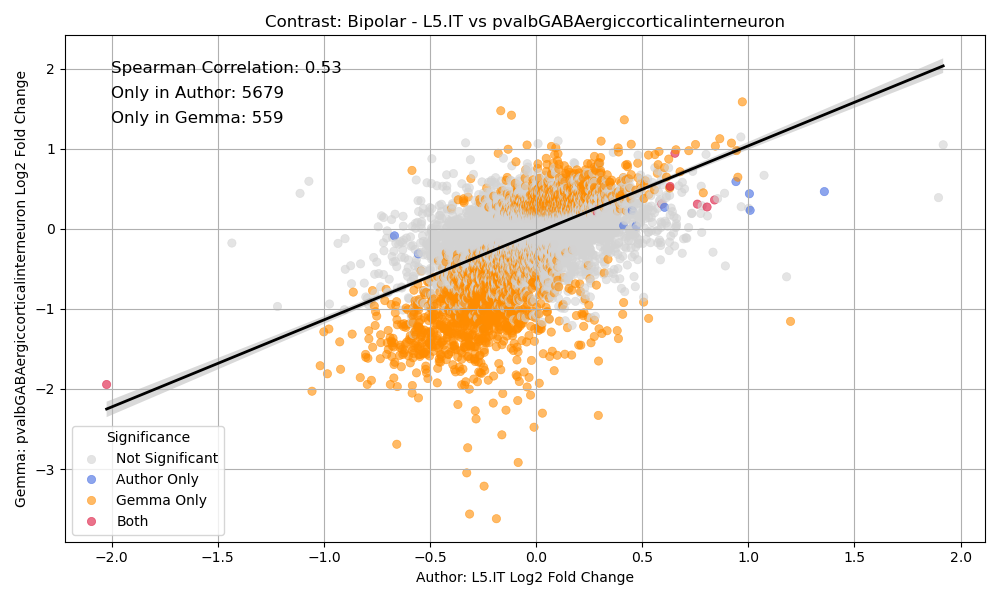 Contrast: Bipolar - L5.IT vs pvalbGABAergiccorticalinterneuron
Gemma: pvalbGABAergiccorticalinterneuron Log2 Fold Change
2
1
0
−1
−2
−3
Spearman Correlation: 0.53
Only in Author: 5679
Only in Gemma: 559
Significance
Not Significant
Author Only
Gemma Only
Both
−2.0 −1.5 −1.0 −0.5 0.0 0.5 1.0 1.5 2.0
Author: L5.IT Log2 Fold Change